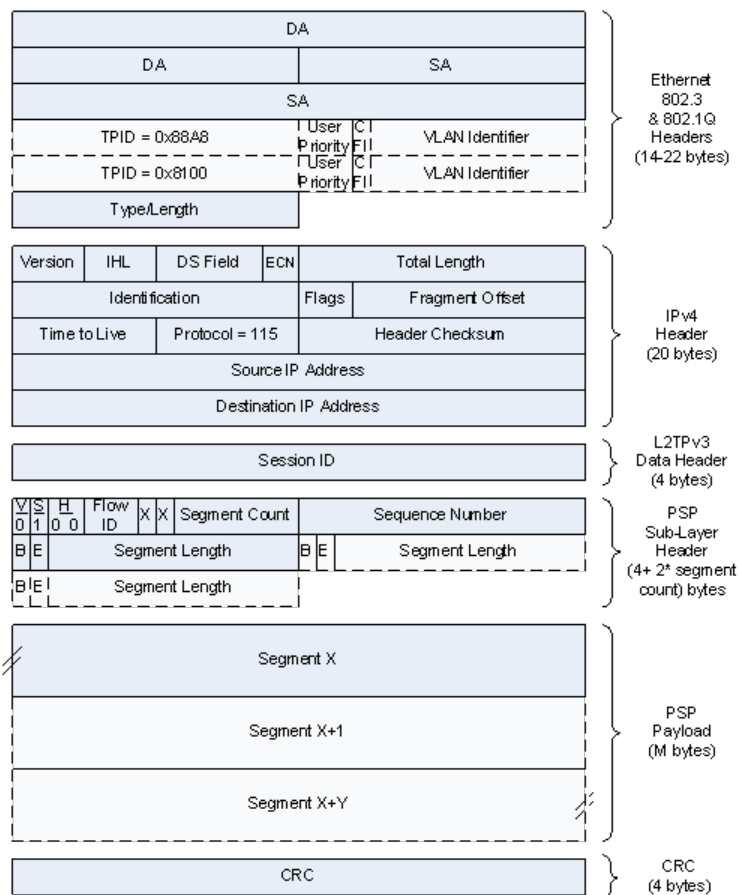 DA
DA SA
SA
Ethernet
802.3
& 802.1Q
Headers
(14-22 bytes)
TPID = 0x88A8 User Priority CFI VLAN Identifier
TPID = 0x8100 User Priority CFI VLAN Identifier
Type/Length
Version IHL DS Field ECN Total Length
Identification Flags Fragment Offset
Time to Live Protocol = 115 Header Checksum
Source IP Address
Destination IP Address
IPv4
Header
(20 bytes)
Session ID
L2TPv3
Data Header
(4 bytes)
V 0 S 1 H 0 0 Flow ID X X Segment Count Sequence Number
B E Segment Length B E Segment Length
B E Segment Length
PSP
Sub-Layer
Header
(4+ 2* segment
count) bytes
Segment X
Segment X+1
Segment X+Y
PSP
Payload
(M bytes)
CRC
CRC
(4 bytes)